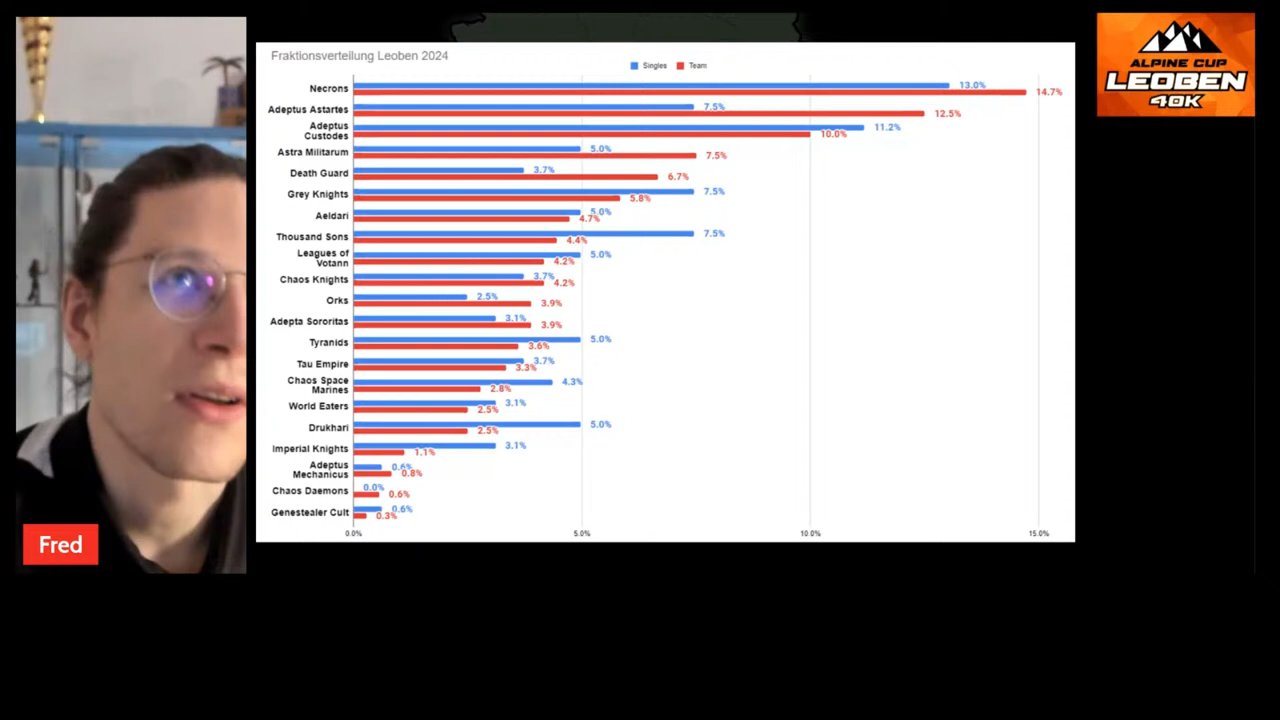 Fraktionsverteilung Leoben 2024
Singles
Team
Necrons
13.0%
14.7%
Adeptus Astartes
7.5%
12.5%
Adeptus
Custodes
11.2%
10.0%
Astra Militarum
5.0%
7.5%
Death Guard
3.7%
6.7%
Grey Knights
7.5%
5.8%
Aeldari
5.0%
4.7%
Thousand Sons
7.5%
4.4%
Leagues of
Votann
5.0%
4.2%
Chaos Knights
3.7%
4.2%
Orks
2.5%
3.9%
Adepta Sororitas
3.1%
3.9%
Tyranids
5.0%
3.6%
Tau Empire
3.7%
3.3%
Chaos Space
Marines
4.3%
2.8%
World Eaters
3.1%
2.5%
Drukhari
5.0%
2.5%
Imperial Knights
3.1%
1.1%
Adeptus
Mechanicus
0.6%
0.8%
Chaos Daemons
0.0%
0.6%
Genestealer Cult
0.6%
0.3%
0.0%
5.0%
10.0%
15.0%
ALPINE CUP
LEOBEN
40K
Fred